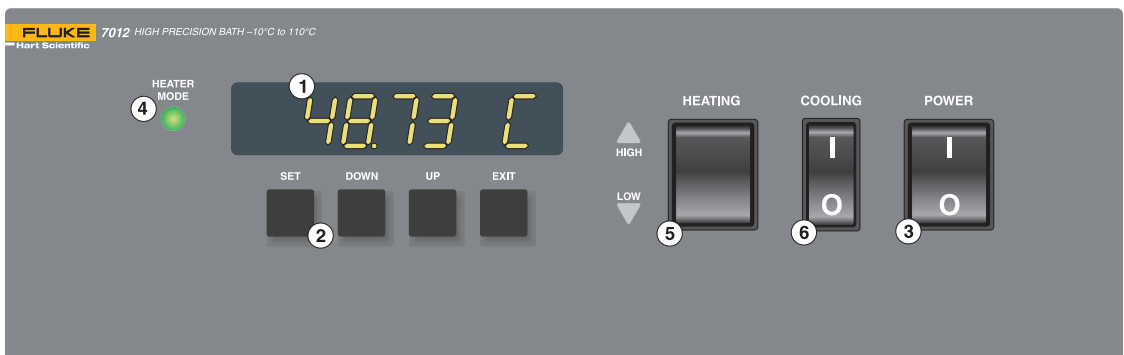 FLUKE
Hart Scientific
7012 HIGH PRECISION BATH –10°C to 110°C
HEATER
MODE
4
1
48.73 C
SET DOWN UP EXIT
2
HEATING COOLING POWER
HIGH
LOW
I I
O O
5 6 3